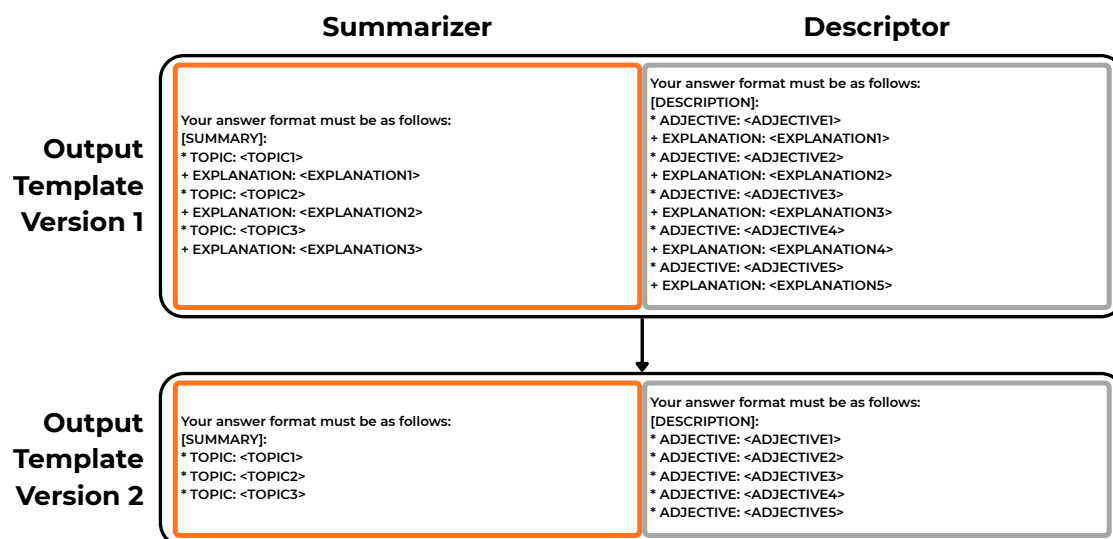 Summarizer
Descriptor
Output
Template
Version 1
Your answer format must be as follows:
[SUMMARY]:
* TOPIC: <TOPIC1>
+ EXPLANATION: <EXPLANATION1>
* TOPIC: <TOPIC2>
+ EXPLANATION: <EXPLANATION2>
* TOPIC: <TOPIC3>
+ EXPLANATION: <EXPLANATION3>
Your answer format must be as follows:
[DESCRIPTION]:
* ADJECTIVE: <ADJECTIVE1>
+ EXPLANATION: <EXPLANATION1>
* ADJECTIVE: <ADJECTIVE2>
+ EXPLANATION: <EXPLANATION2>
* ADJECTIVE: <ADJECTIVE3>
+ EXPLANATION: <EXPLANATION3>
* ADJECTIVE: <ADJECTIVE4>
+ EXPLANATION: <EXPLANATION4>
* ADJECTIVE: <ADJECTIVE5>
+ EXPLANATION: <EXPLANATION5>
Output
Template
Version 2
Your answer format must be as follows:
[SUMMARY]:
* TOPIC: <TOPIC1>
* TOPIC: <TOPIC2>
* TOPIC: <TOPIC3>
Your answer format must be as follows:
[DESCRIPTION]:
* ADJECTIVE: <ADJECTIVE1>
* ADJECTIVE: <ADJECTIVE2>
* ADJECTIVE: <ADJECTIVE3>
* ADJECTIVE: <ADJECTIVE4>
* ADJECTIVE: <ADJECTIVE5>